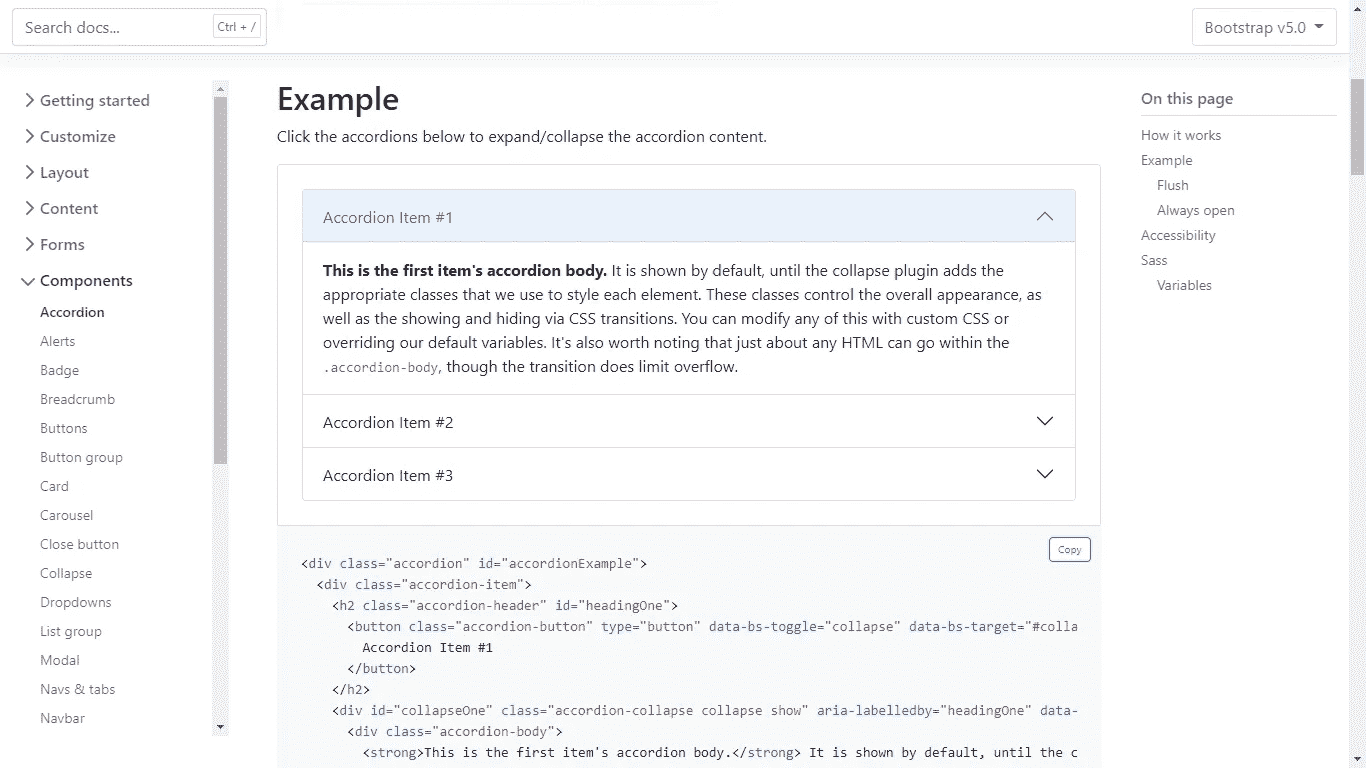 Search docs...
Ctrl + /
Bootstrap v5.0
Getting started
Customize
Layout
Content
Forms
Components
Accordion
Alerts
Badge
Breadcrumb
Buttons
Button group
Card
Carousel
Close button
Collapse
Dropdowns
List group
Modal
Navs & tabs
Navbar
Example
Click the accordions below to expand/collapse the accordion content.
Accordion Item #1
This is the first item's accordion body. It is shown by default, until the collapse plugin adds the
appropriate classes that we use to style each element. These classes control the overall appearance, as
well as the showing and hiding via CSS transitions. You can modify any of this with custom CSS or
overriding our default variables. It's also worth noting that just about any HTML can go within the
.accordion-body, though the transition does limit overflow.
Accordion Item #2
Accordion Item #3
Copy
<div class="accordion" id="accordionExample">
<div class="accordion-item">
<h2 class="accordion-header" id="headingOne">
<button class="accordion-button" type="button" data-bs-toggle="collapse" data-bs-target="#colla
Accordion Item #1
</button>
</h2>
<div id="collapseOne" class="accordion-collapse collapse show" aria-labelledby="headingOne" data-
<div class="accordion-body">
<strong>This is the first item's accordion body.</strong> It is shown by default, until the c
On this page
How it works
Example
Flush
Always open
Accessibility
Sass
Variables